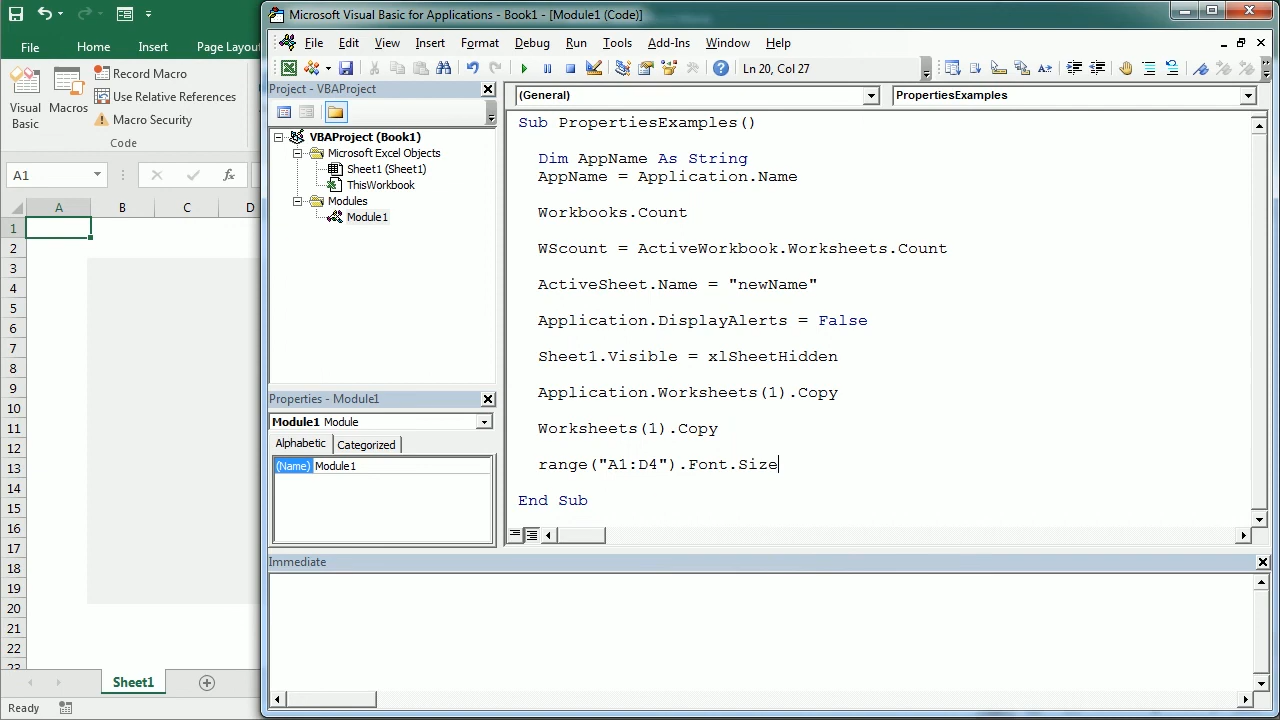 Microsoft Visual Basic for Applications - Book1 - [Module1 (Code)]
File Home Insert Page Layou
File Edit View Insert Format Debug Run Tools Add-Ins Window Help
Ln 20, Col 27
Visual Basic
Macros
Record Macro
Use Relative References
Macro Security
Code
A1
fx
A B C D
1
2
3
4
5
6
7
8
9
10
11
12
13
14
15
16
17
18
19
20
21
22
23
Sheet1
Ready
Project - VBAProject
VBAProject (Book1)
Microsoft Excel Objects
Sheet1 (Sheet1)
ThisWorkbook
Modules
Module1
Properties - Module1
Module1 Module
Alphabetic Categorized
(Name) Module1
(General) PropertiesExamples
Sub PropertiesExamples()
Dim AppName As String
AppName = Application.Name
Workbooks.Count
WScount = ActiveWorkbook.Worksheets.Count
ActiveSheet.Name = "newName"
Application.DisplayAlerts = False
Sheet1.Visible = xlSheetHidden
Application.Worksheets(1).Copy
Worksheets(1).Copy
range("A1:D4").Font.Size
End Sub
Immediate